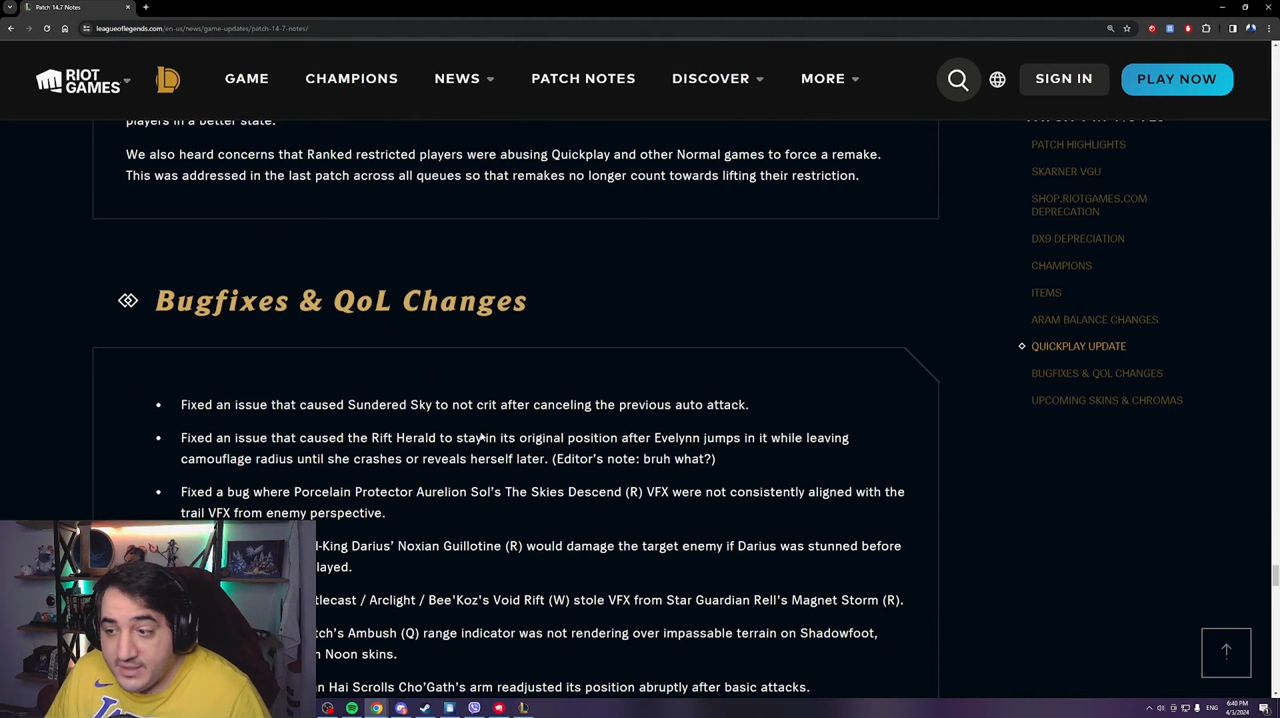 Patch 14.7 Notes
leagueoflegends.com/en-us/news/game-updates/patch-14-7-notes/
RIOT GAMES
GAME
CHAMPIONS
NEWS
PATCH NOTES
DISCOVER
MORE
SIGN IN
PLAY NOW
players in a better state.
We also heard concerns that Ranked restricted players were abusing Quickplay and other Normal games to force a remake.
This was addressed in the last patch across all queues so that remakes no longer count towards lifting their restriction.
Bugfixes & QoL Changes
• Fixed an issue that caused Sundered Sky to not crit after canceling the previous auto attack.
• Fixed an issue that caused the Rift Herald to stay in its original position after Evelynn jumps in it while leaving
camouflage radius until she crashes or reveals herself later. (Editor's note: bruh what?)
• Fixed a bug where Porcelain Protector Aurelion Sol's The Skies Descend (R) VFX were not consistently aligned with the
trail VFX from enemy perspective.
-King Darius' Noxian Guillotine (R) would damage the target enemy if Darius was stunned before
layed.
tlecast / Arclight / Bee'Koz's Void Rift (W) stole VFX from Star Guardian Rell's Magnet Storm (R).
tch's Ambush (Q) range indicator was not rendering over impassable terrain on Shadowfoot,
Noon skins.
n Hai Scrolls Cho'Gath's arm readjusted its position abruptly after basic attacks.
PATCH HIGHLIGHTS
SKARNER VGU
SHOP.RIOTGAMES.COM
DEPRECATION
DX9 DEPRECIATION
CHAMPIONS
ITEMS
ARAM BALANCE CHANGES
QUICKPLAY UPDATE
BUGFIXES & QOL CHANGES
UPCOMING SKINS & CHROMAS
ENG
6:40 PM
4/3/2024